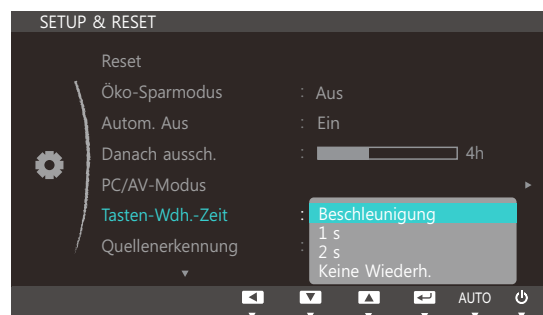 SETUP & RESET
Reset
Öko-Sparmodus : Aus
Autom. Aus : Ein
Danach aussch. : 4h
PC/AV-Modus
Tasten-Wdh.-Zeit : Beschleunigung
1 s
2 s
Quellenerkennung :
Keine Wiederh.
AUTO